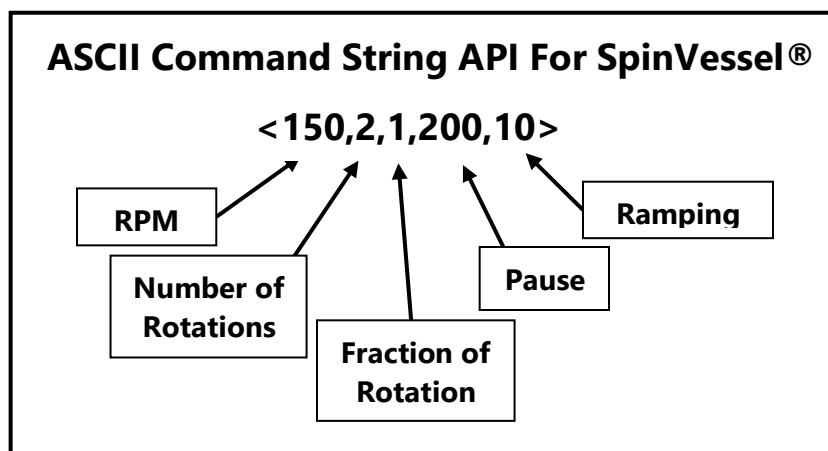 ASCII Command String API For SpinVessel®
<150,2,1,200,10>
RPM
Ramping
Number of
Rotations
Pause
Fraction of
Rotation